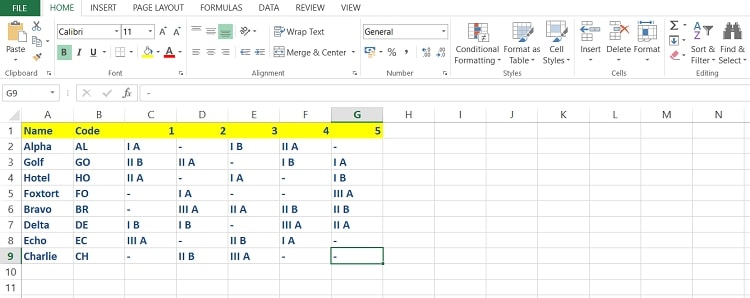 FILE HOME INSERT PAGE LAYOUT FORMULAS DATA REVIEW VIEW
Calibri 11 A A Wrap Text General
Paste B I U A Merge & Center % , Conditional Formatting Format as Table Cell Styles Insert Delete Format Sort & Filter Find & Select
Clipboard Font Alignment Number Styles Cells Editing
G9 fx -
A B C D E F G H I J K L M N
1 Name Code 1 2 3 4 5
2 Alpha AL I A - I B II A -
3 Golf GO II B II A - I B I A
4 Hotel HO I A - I A - I B
5 Foxtort FO - I A - - III A
6 Bravo BR - III A II A II B II B
7 Delta DE I B I B - III A II A
8 Echo EC III A - II B I A -
9 Charlie CH - II B III A - -
10
11